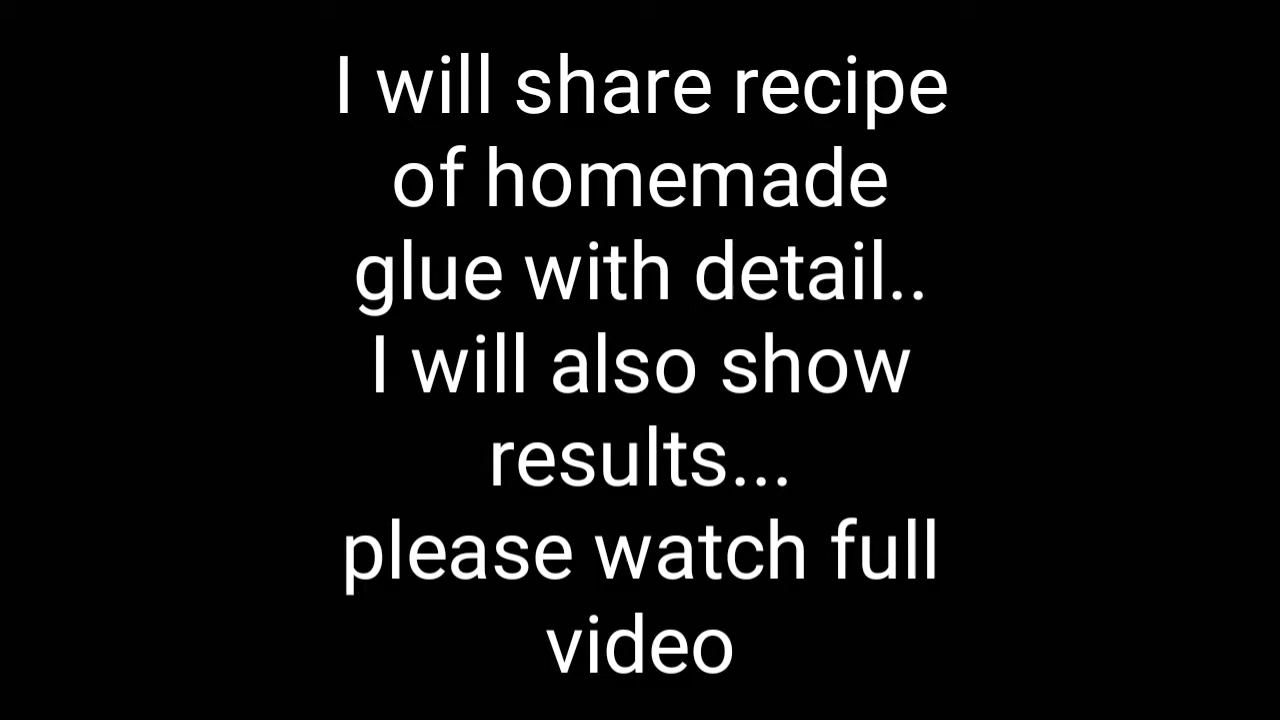 I will share recipe
of homemade
glue with detail..
I will also show
results...
please watch full
video